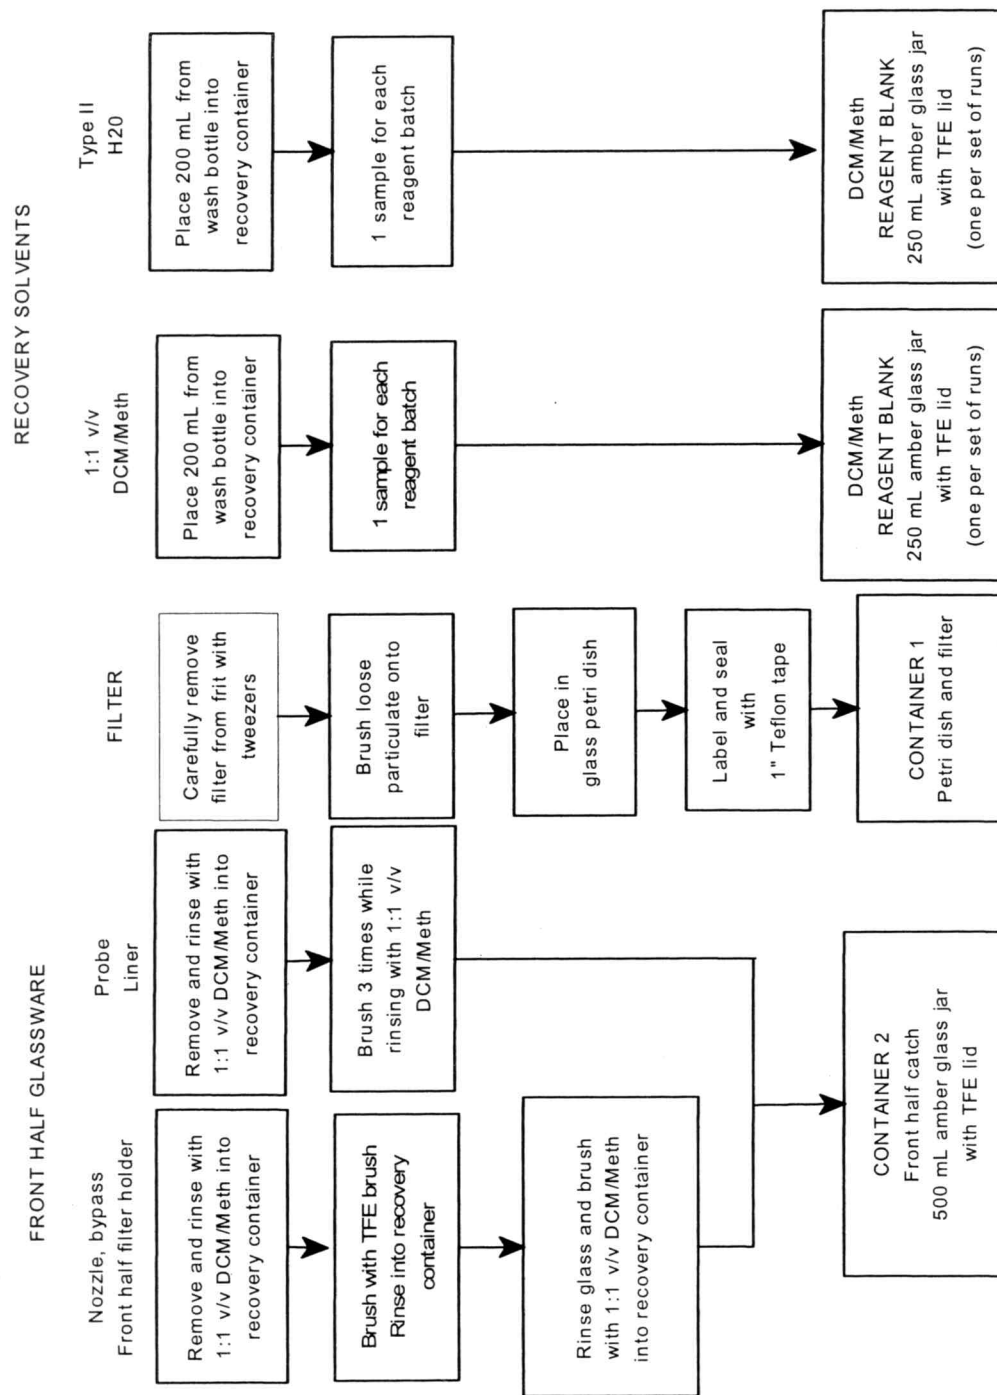 FRONT HALF GLASSWARE
Nozzle, bypass
Front half filter holder
Remove and rinse with
1:1 v/v DCM/Meth into
recovery container
Brush with TFE brush
Rinse into recovery
container
Rinse glass and brush
with 1:1 v/v DCM/Meth
into recovery container
Probe
Liner
Remove and rinse with
1:1 v/v DCM/Meth into
recovery container
Brush 3 times while
rinsing with 1:1 v/v
DCM/Meth
CONTAINER 2
Front half catch
500 mL amber glass jar
with TFE lid
FILTER
Carefully remove
filter from frit with
tweezers
Brush loose
particulate onto
filter
Place in
glass petri dish
Label and seal
with
1" Teflon tape
CONTAINER 1
Petri dish and filter
RECOVERY SOLVENTS
1:1 v/v
DCM/Meth
Place 200 mL from
wash bottle into
recovery container
1 sample for each
reagent batch
DCM/Meth
REAGENT BLANK
250 mL amber glass jar
with TFE lid
(one per set of runs)
Type II
H20
Place 200 mL from
wash bottle into
recovery container
1 sample for each
reagent batch
DCM/Meth
REAGENT BLANK
250 mL amber glass jar
with TFE lid
(one per set of runs)